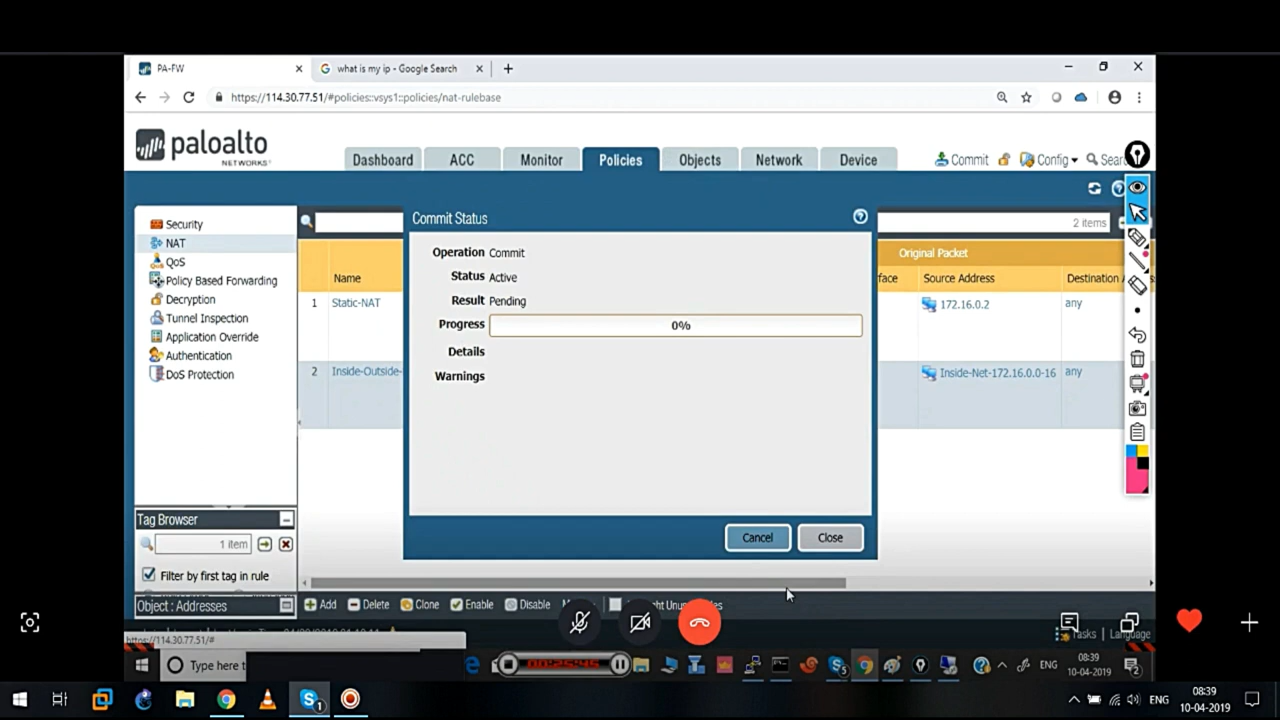 PA-FW
what is my ip - Google Search
https://114.30.77.51/#policies::vsys1::policies/nat-rulebase
paloalto
NETWORKS
Dashboard
ACC
Monitor
Policies
Objects
Network
Device
Commit
Config
Sear
Security
NAT
QoS
Policy Based Forwarding
Decryption
Tunnel Inspection
Application Override
Authentication
DoS Protection
Commit Status
Operation Commit
Status Active
Result Pending
Progress 0%
Details
Warnings
Cancel
Close
2 items
Original Packet
Name
face
Source Address
Destination
1 Static-NAT
172.16.0.2
any
2 Inside-Outside-
Inside-Net-172.16.0.0-16
any
Tag Browser
1 item
Filter by first tag in rule
Object : Addresses
Add
Delete
Clone
Enable
Disable
https://114.30.77.51/#
Tasks | Language
Type here t
ENG
08:39
10-04-2019
2
ENG
08:39
10-04-2019